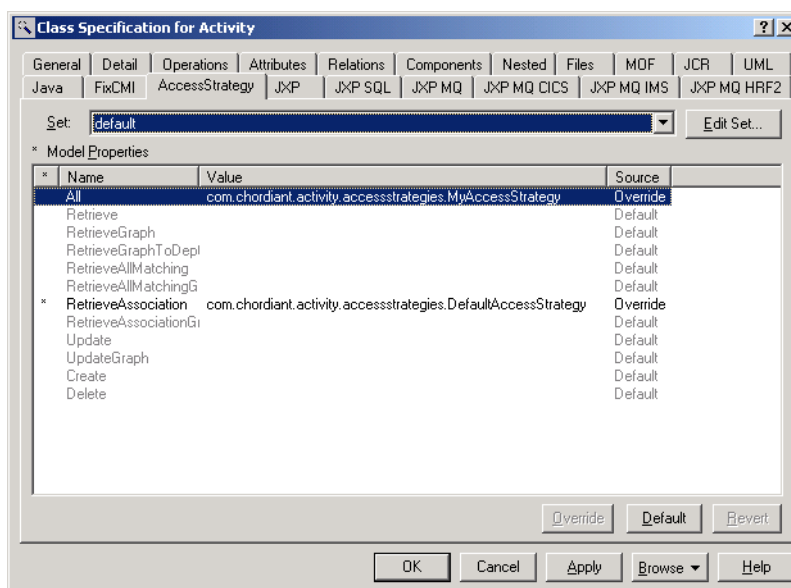 Class Specification for Activity
General Detail Operations Attributes Relations Components Nested Files MOF JCR UML
Java FixCMI AccessStrategy JXP JXP SQL JXP MQ JXP MQ CICS JXP MQ IMS JXP MQ HRF2
Set: default Edit Set...
* Model Properties
* Name Value Source
All com.chordiant.activity.accessstrategies.MyAccessStrategy Override
Retrieve Default
RetrieveGraph Default
RetrieveGraphToDept Default
RetrieveAllMatching Default
RetrieveAllMatchingG Default
* RetrieveAssociation com.chordiant.activity.accessstrategies.DefaultAccessStrategy Override
RetrieveAssociationGr Default
Update Default
UpdateGraph Default
Create Default
Delete Default
Override Default Revert
OK Cancel Apply Browse Help